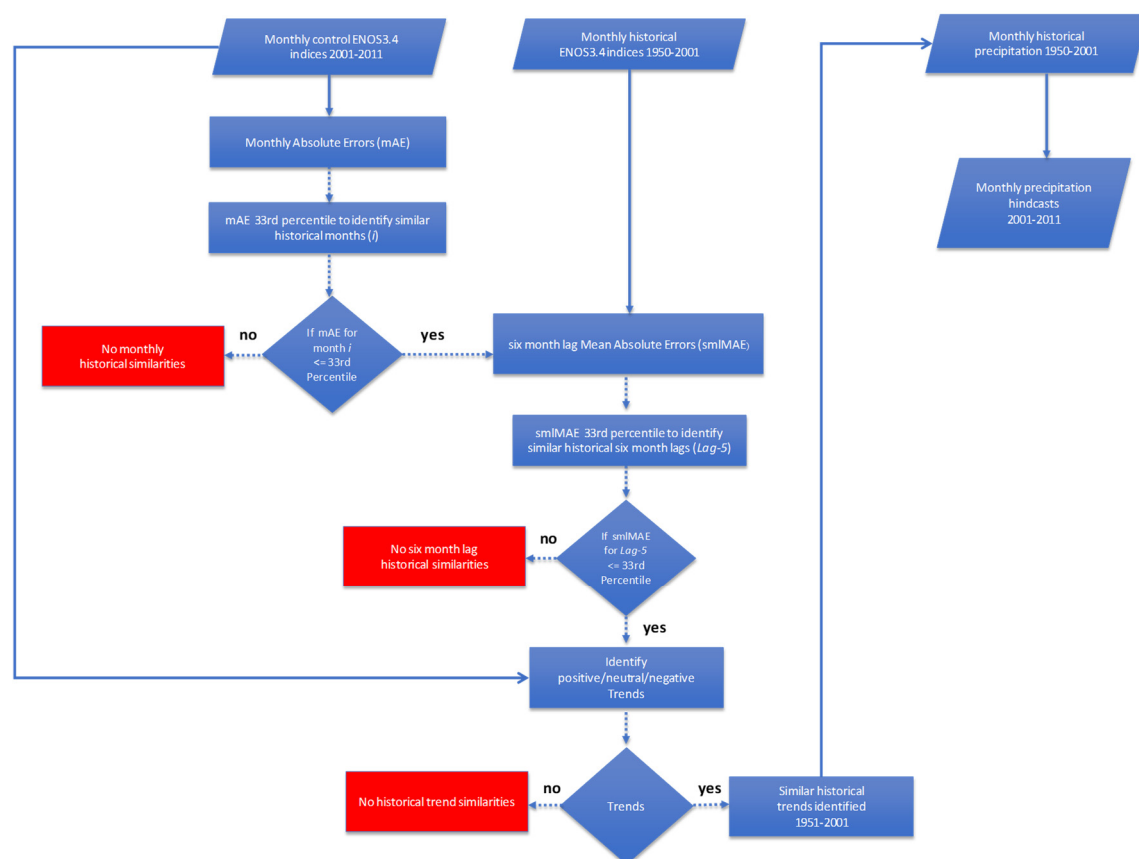 Monthly control ENOS3.4
indices 2001-2011
Monthly historical
ENOS3.4 indices 1950-2001
Monthly historical
precipitation 1950-2001
Monthly Absolute Errors (mAE)
Monthly precipitation
hindcasts
2001-2011
mAE 33rd percentile to identify similar
historical months (i)
If mAE for
month i
<= 33rd
Percentile
no
yes
No monthly
historical similarities
six month lag Mean Absolute Errors (smlMAE)
smlMAE 33rd percentile to identify
similar historical six month lags (Lag-5)
If smlMAE
for Lag-5
<= 33rd
Percentile
no
No six month lag
historical similarities
yes
Identify
positive/neutral/negative
Trends
Trends
no
yes
No historical trend similarities
Similar historical
trends identified
1951-2001